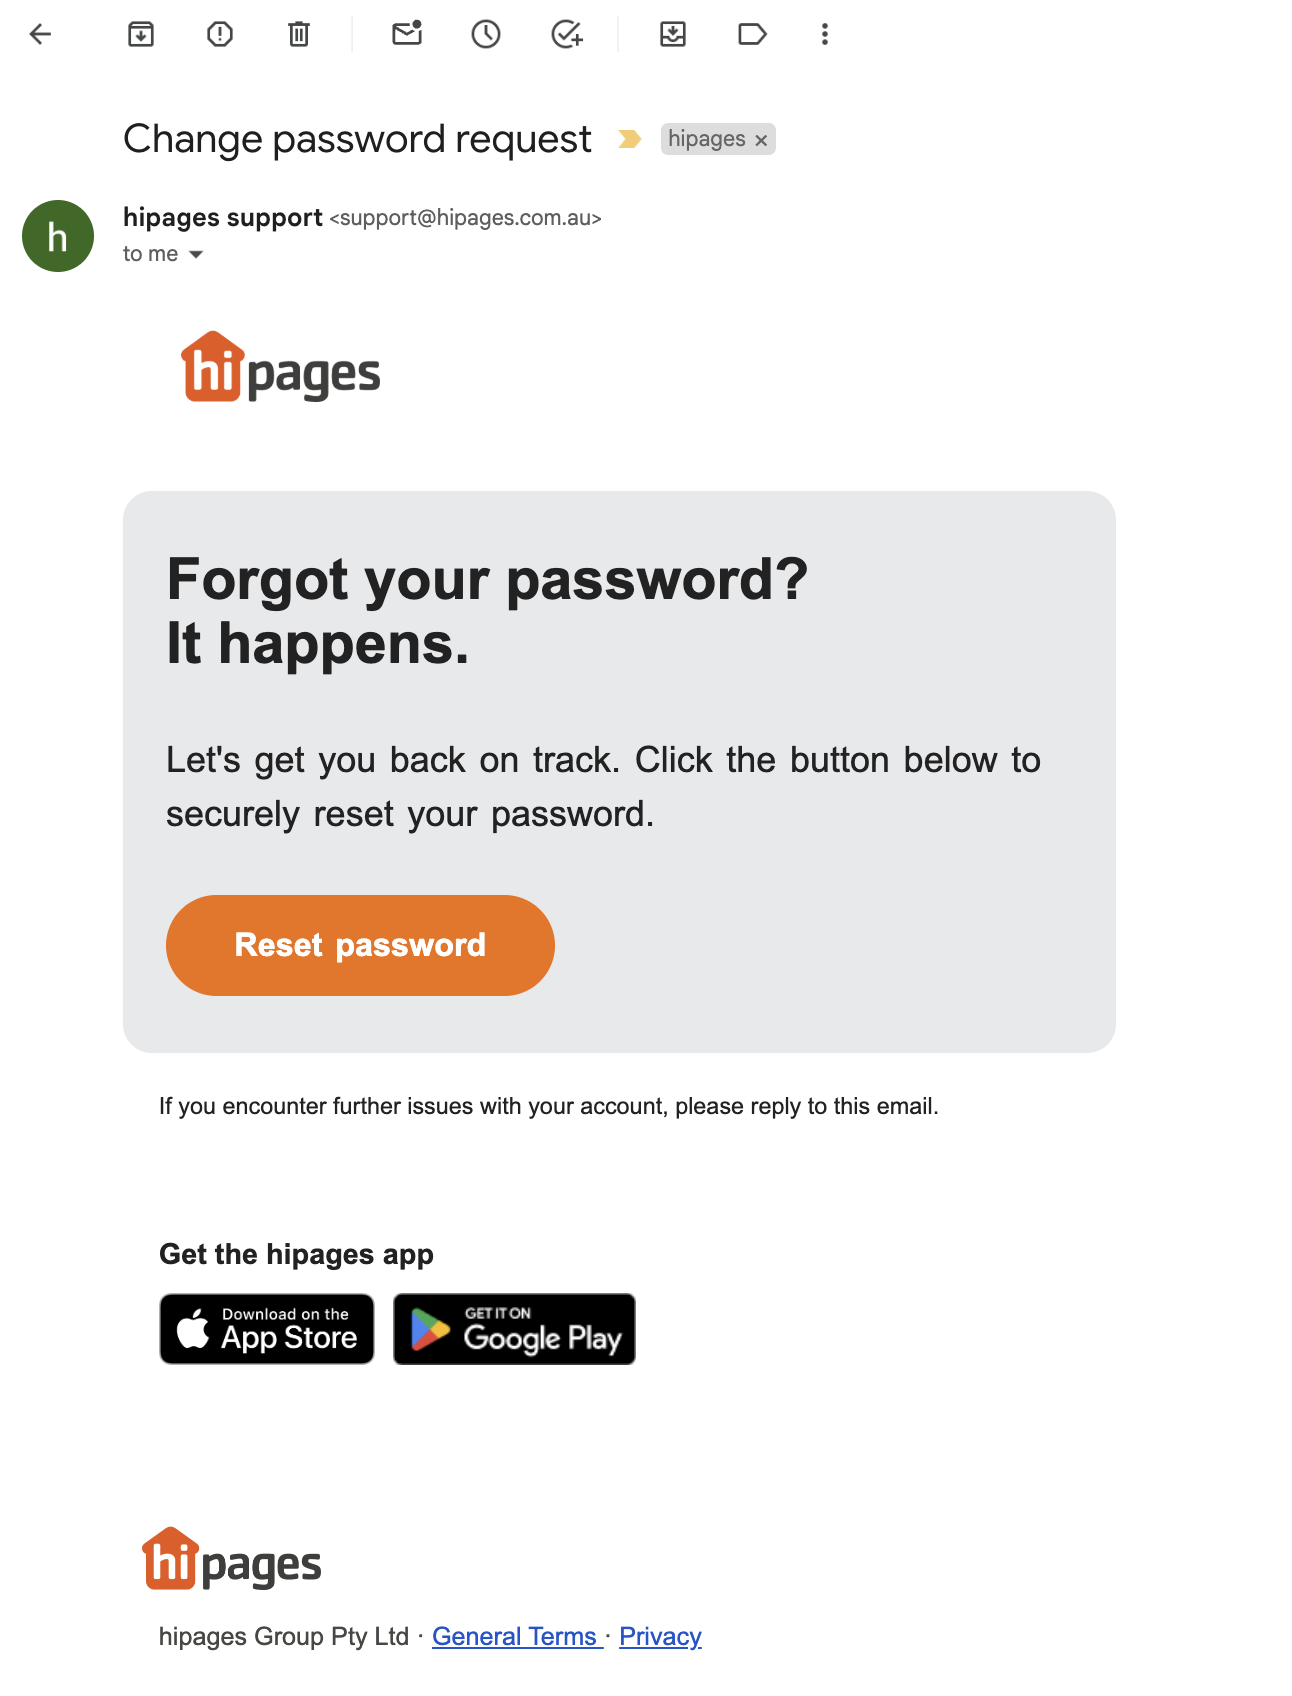 Change password request
hipages ×
h
hipages support <support@hipages.com.au>
to me
hipages
Forgot your password?
It happens.
Let's get you back on track. Click the button below to
securely reset your password.
Reset password
If you encounter further issues with your account, please reply to this email.
Get the hipages app
Download on the
App Store
GET IT ON
Google Play
hipages
hipages Group Pty Ltd · General Terms · Privacy